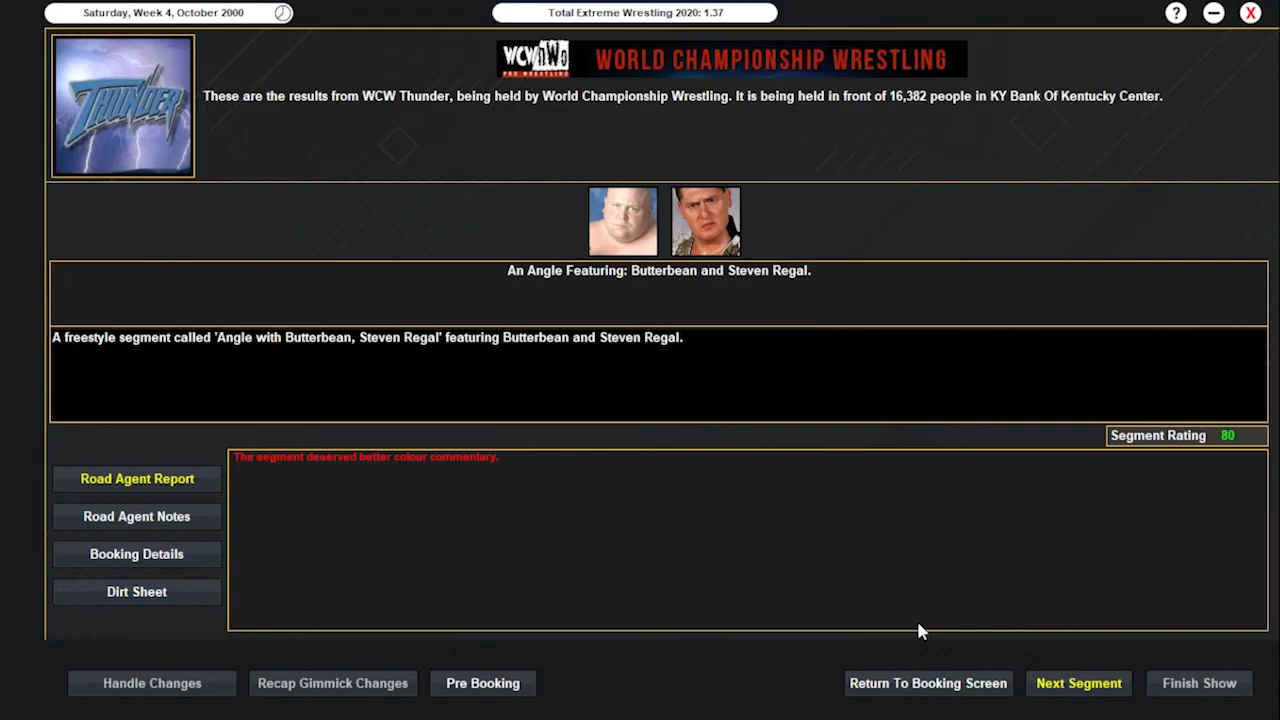 Saturday, Week 4, October 2000
Total Extreme Wrestling 2020: 1.37
?
X
THUNDER
WCW nWo
PRO WRESTLING
WORLD CHAMPIONSHIP WRESTLING
These are the results from WCW Thunder, being held by World Championship Wrestling. It is being held in front of 16,382 people in KY Bank Of Kentucky Center.
An Angle Featuring: Butterbean and Steven Regal.
A freestyle segment called 'Angle with Butterbean, Steven Regal' featuring Butterbean and Steven Regal.
Segment Rating 80
Road Agent Report
The segment deserved better colour commentary.
Road Agent Notes
Booking Details
Dirt Sheet
Handle Changes
Recap Gimmick Changes
Pre Booking
Return To Booking Screen
Next Segment
Finish Show